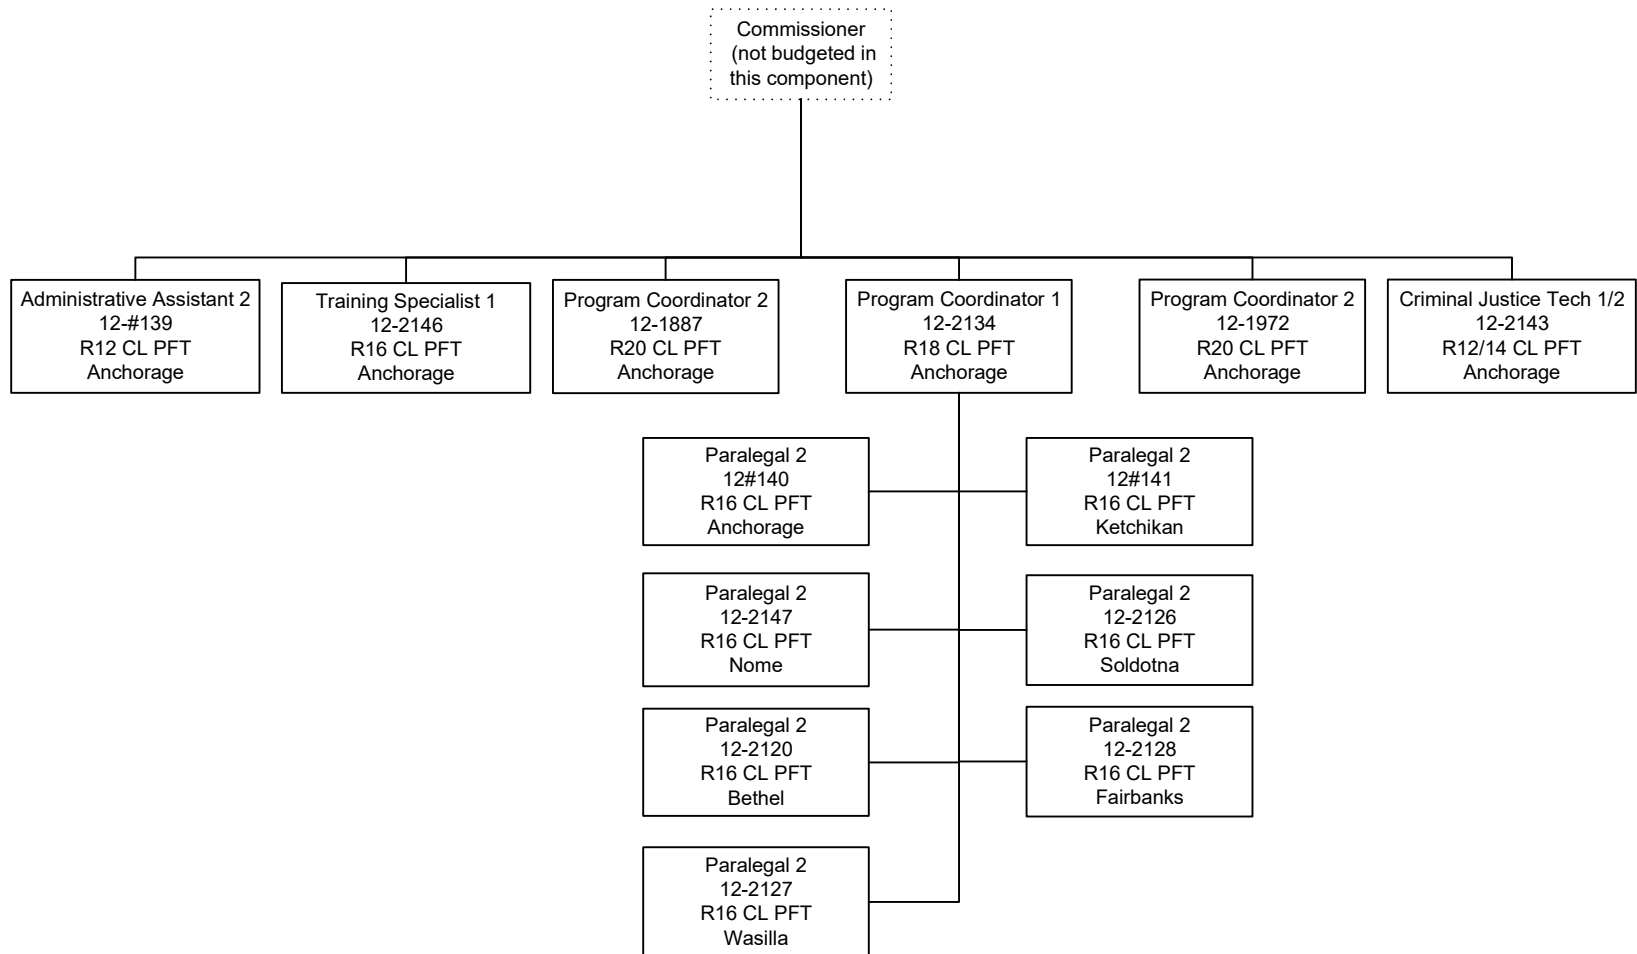 Commissioner
(not budgeted in
this component)
Administrative Assistant 2
12-#139
R12 CL PFT
Anchorage
Training Specialist 1
12-2146
R16 CL PFT
Anchorage
Program Coordinator 2
12-1887
R20 CL PFT
Anchorage
Program Coordinator 1
12-2134
R18 CL PFT
Anchorage
Program Coordinator 2
12-1972
R20 CL PFT
Anchorage
Criminal Justice Tech 1/2
12-2143
R12/14 CL PFT
Anchorage
Paralegal 2
12#140
R16 CL PFT
Anchorage
Paralegal 2
12#141
R16 CL PFT
Ketchikan
Paralegal 2
12-2147
R16 CL PFT
Nome
Paralegal 2
12-2126
R16 CL PFT
Soldotna
Paralegal 2
12-2120
R16 CL PFT
Bethel
Paralegal 2
12-2128
R16 CL PFT
Fairbanks
Paralegal 2
12-2127
R16 CL PFT
Wasilla